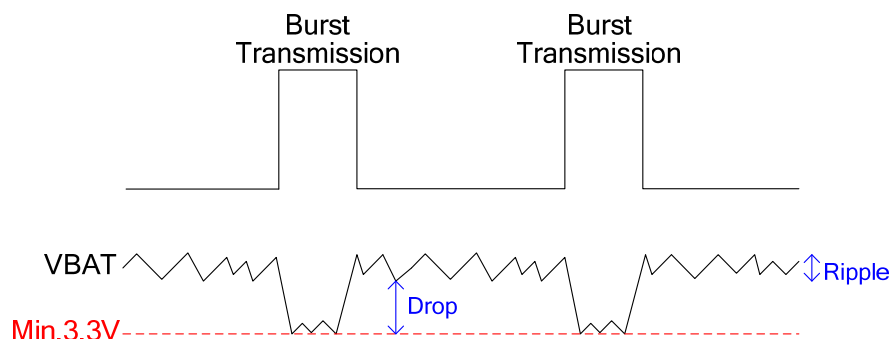 Burst
Transmission
Burst
Transmission
VBAT
Ripple
Drop
Min.3.3V